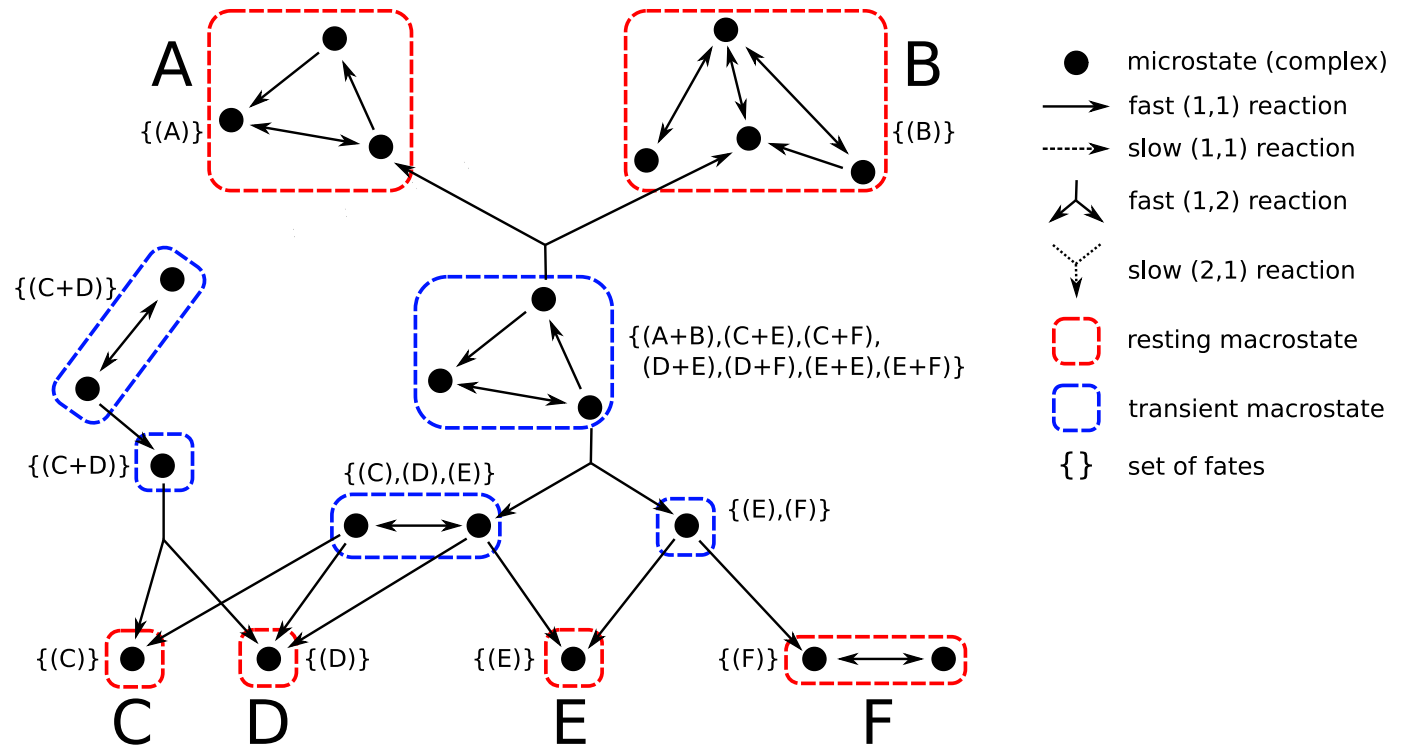 A
B
{(A)}
{(B)}
{(C+D)}
{(A+B),(C+E),(C+F),
(D+E),(D+F),(E+E),(E+F)}
{(C+D)}
{(C),(D),(E)}
{(E),(F)}
{(C)}
{(D)}
{(E)}
{(F)}
C
D
E
F
microstate (complex)
fast (1,1) reaction
slow (1,1) reaction
fast (1,2) reaction
slow (2,1) reaction
resting macrostate
transient macrostate
{} set of fates